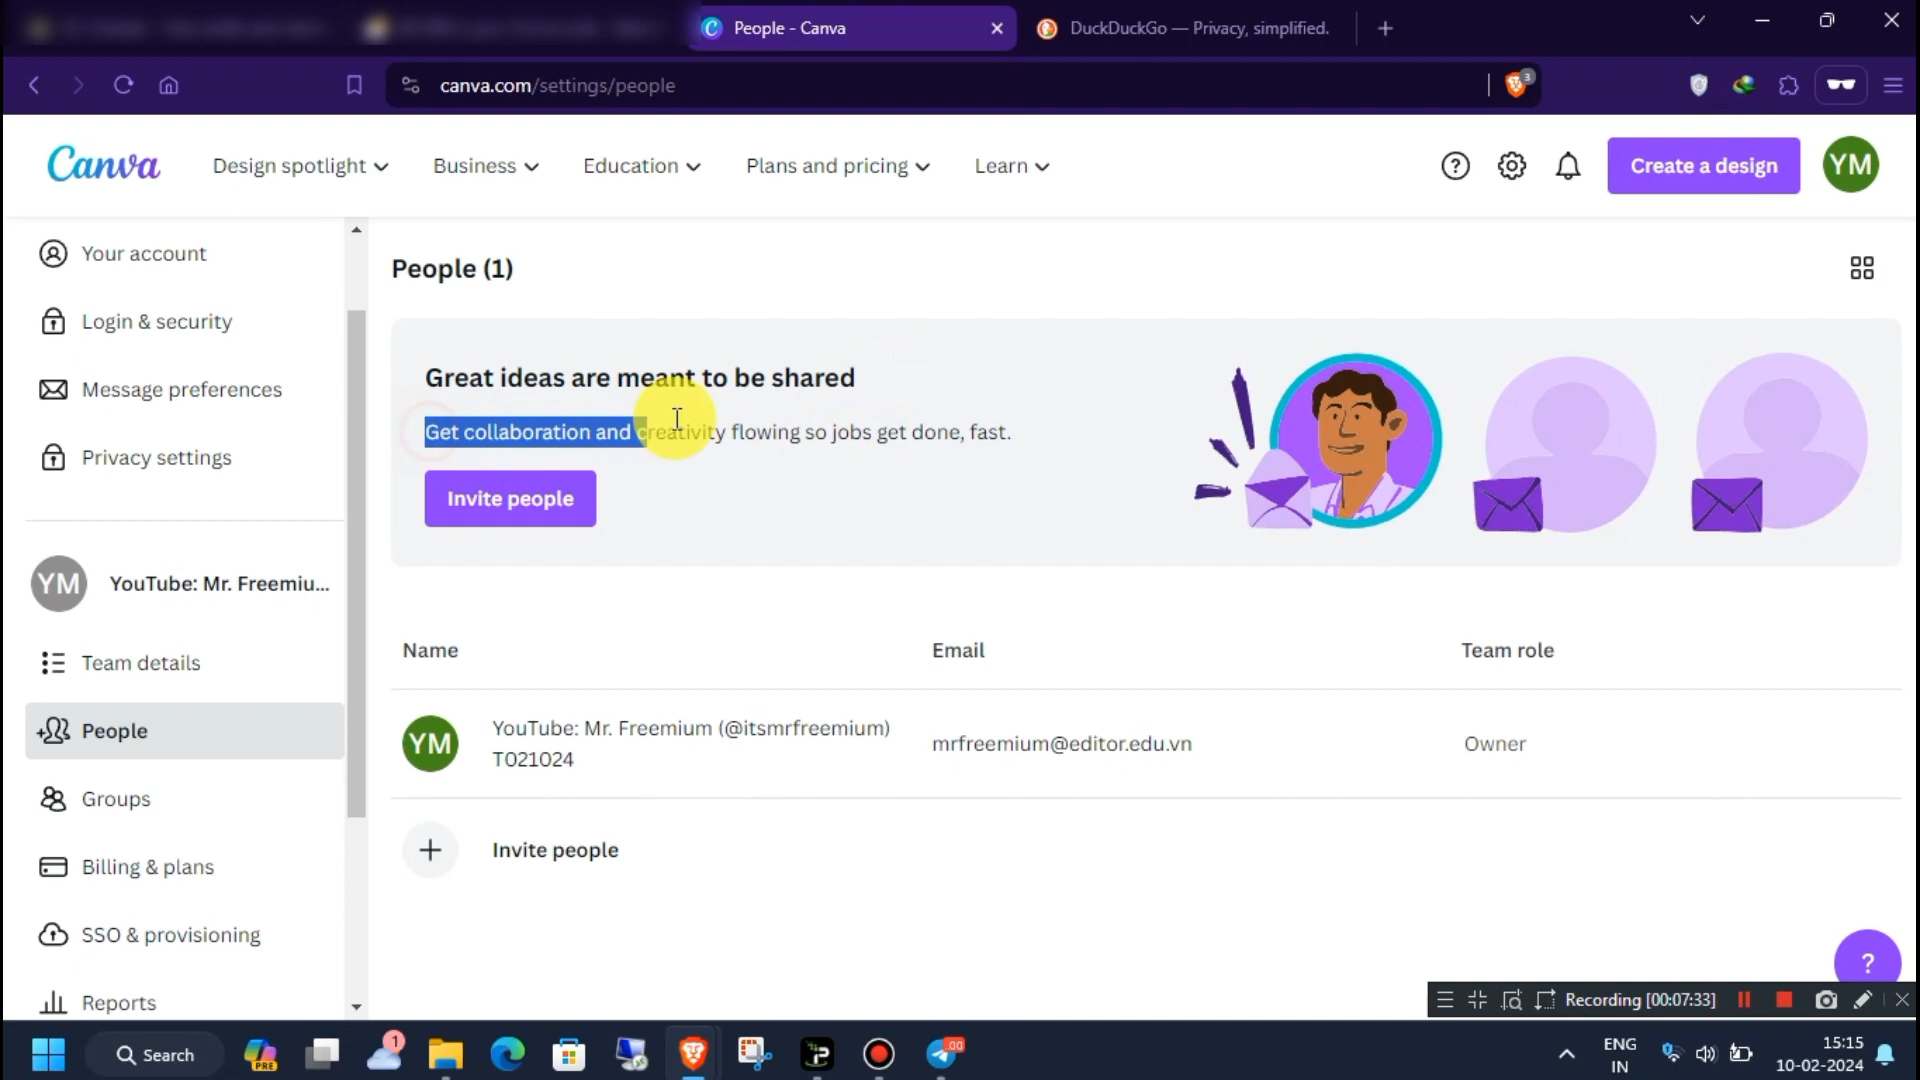 People - Canva
DuckDuckGo — Privacy, simplified.
canva.com/settings/people
3
Canva
Design spotlight
Business
Education
Plans and pricing
Learn
Create a design
YM
Your account
Login & security
Message preferences
Privacy settings
YM
YouTube: Mr. Freemiu...
Team details
People
Groups
Billing & plans
SSO & provisioning
Reports
People (1)
Great ideas are meant to be shared
Get collaboration and creativity flowing so jobs get done, fast.
Invite people
Name
Email
Team role
YM
YouTube: Mr. Freemium (@itsmrfreemium)
T021024
mrfreemium@editor.edu.vn
Owner
Invite people
?
Recording [00:07:33]
Search
PRE
1
.00
ENG
IN
15:15
10-02-2024